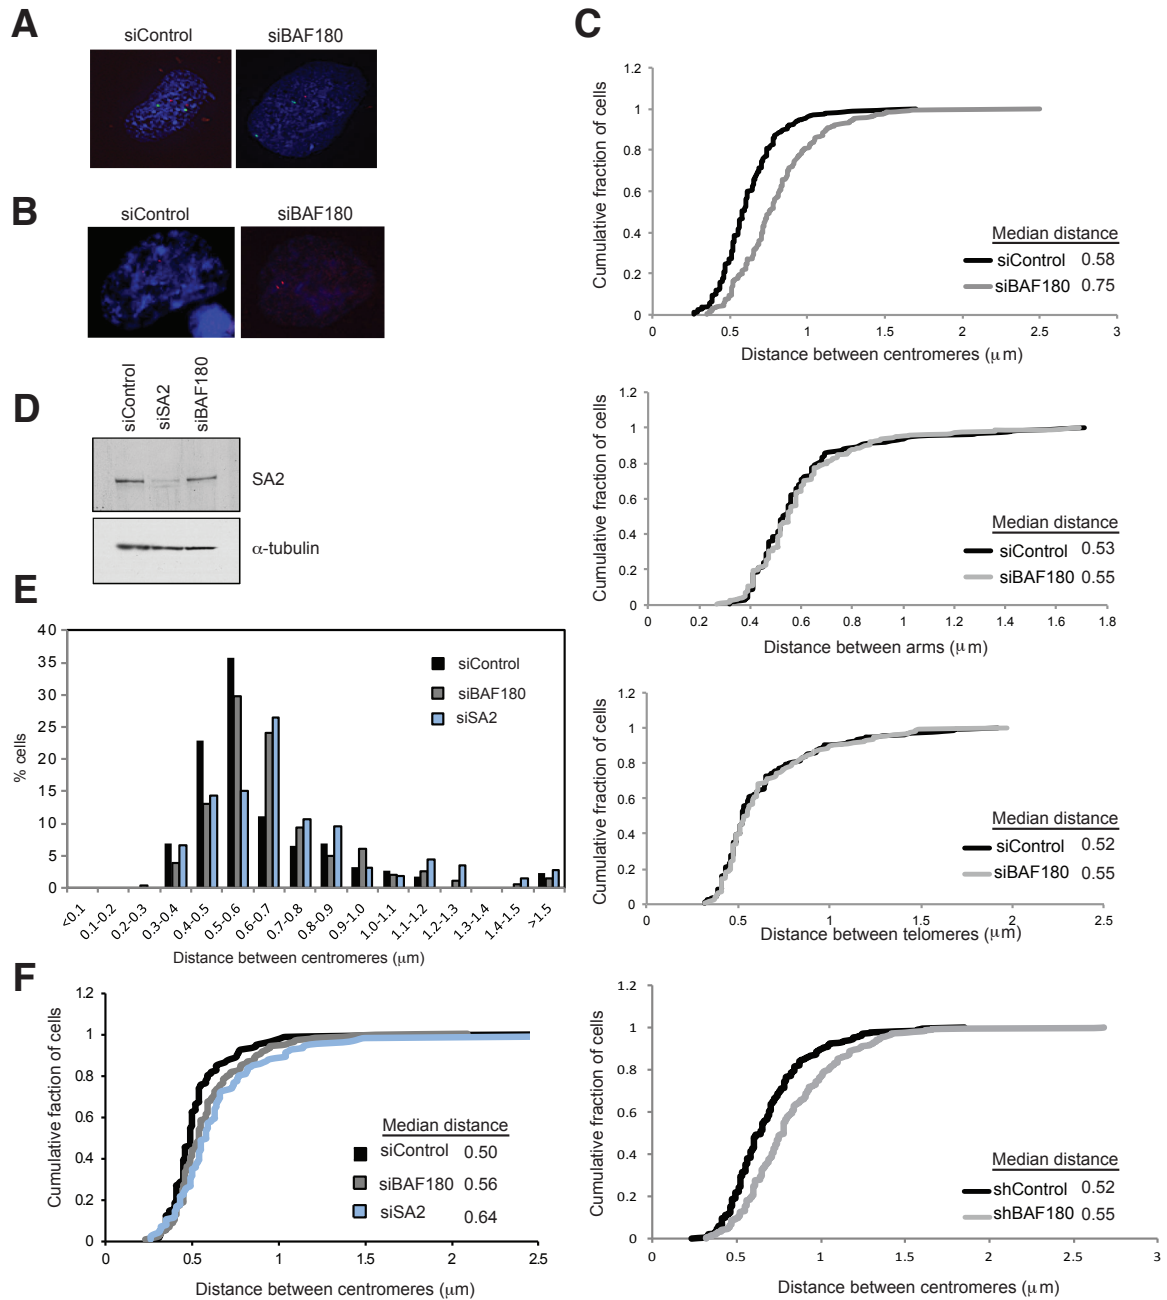 A
siControl
siBAF180
B
siControl
siBAF180
D
siControl
siSA2
siBAF180
SA2
α-tubulin
E
40
35
30
25
20
15
10
5
0
% cells
siControl
siBAF180
siSA2
<0.1
0.1-0.2
0.2-0.3
0.3-0.4
0.4-0.5
0.5-0.6
0.6-0.7
0.7-0.8
0.8-0.9
0.9-1.0
1.0-1.1
1.1-1.2
1.2-1.3
1.3-1.4
1.4-1.5
>1.5
Distance between centromeres (μm)
F
1.2
1
0.8
0.6
0.4
0.2
0
Cumulative faction of cells
Median distance
siControl 0.50
siBAF180 0.56
siSA2 0.64
0 0.5 1 1.5 2 2.5
Distance between centromeres (μm)
C
1.2
1
0.8
0.6
0.4
0.2
0
Cumulative fraction of cells
Median distance
siControl 0.58
siBAF180 0.75
0 0.5 1 1.5 2 2.5 3
Distance between centromeres (μm)
1.2
1
0.8
0.6
0.4
0.2
0
Cumulative fraction of cells
Median distance
siControl 0.53
siBAF180 0.55
0 0.2 0.4 0.6 0.8 1 1.2 1.4 1.6 1.8
Distance between arms (μm)
1.2
1
0.8
0.6
0.4
0.2
0
Cumulative fraction of cells
Median distance
siControl 0.52
siBAF180 0.55
0 0.5 1 1.5 2 2.5
Distance between telomeres (μm)
1.2
1
0.8
0.6
0.4
0.2
0
Cumulative fraction of cells
Median distance
shControl 0.52
shBAF180 0.55
0 0.5 1 1.5 2 2.5 3
Distance between centromeres (μm)